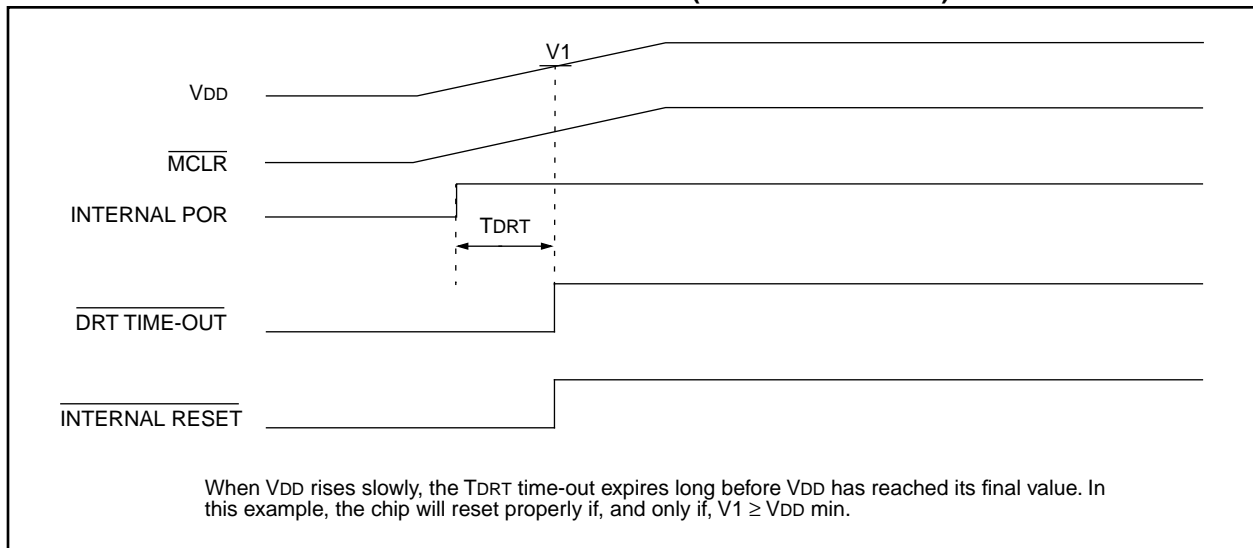 V1
VDD
MCLR
INTERNAL POR
TDRT
DRT TIME-OUT
INTERNAL RESET
When VDD rises slowly, the TDRT time-out expires long before VDD has reached its final value. In
this example, the chip will reset properly if, and only if, V1 ≥ VDD min.